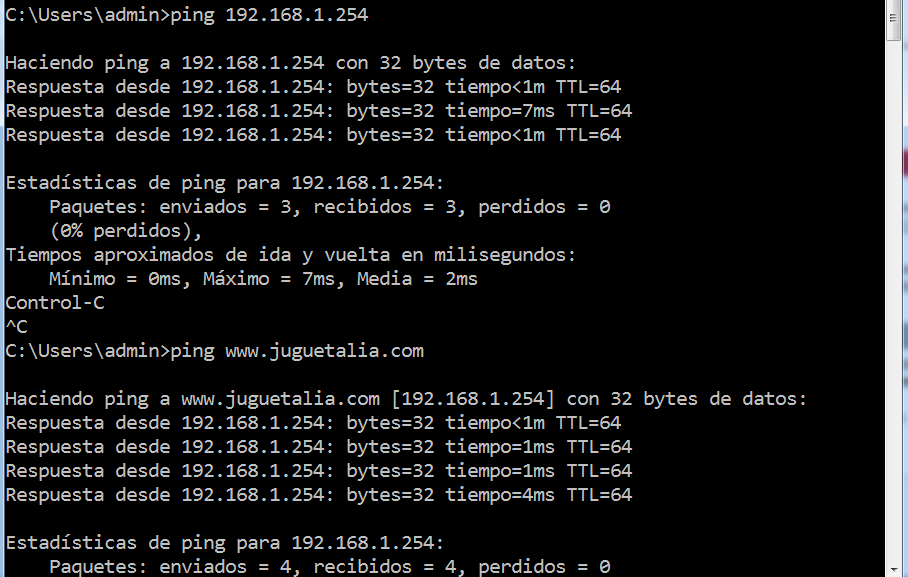 C:\Users\admin>ping 192.168.1.254
Haciendo ping a 192.168.1.254 con 32 bytes de datos:
Respuesta desde 192.168.1.254: bytes=32 tiempo<1m TTL=64
Respuesta desde 192.168.1.254: bytes=32 tiempo=7ms TTL=64
Respuesta desde 192.168.1.254: bytes=32 tiempo<1m TTL=64
Estadísticas de ping para 192.168.1.254:
    Paquetes: enviados = 3, recibidos = 3, perdidos = 0
    (0% perdidos),
Tiempos aproximados de ida y vuelta en milisegundos:
    Mínimo = 0ms, Máximo = 7ms, Media = 2ms
Control-C
^C
C:\Users\admin>ping www.juguetalia.com
Haciendo ping a www.juguetalia.com [192.168.1.254] con 32 bytes de datos:
Respuesta desde 192.168.1.254: bytes=32 tiempo<1m TTL=64
Respuesta desde 192.168.1.254: bytes=32 tiempo=1ms TTL=64
Respuesta desde 192.168.1.254: bytes=32 tiempo=1ms TTL=64
Respuesta desde 192.168.1.254: bytes=32 tiempo=4ms TTL=64
Estadísticas de ping para 192.168.1.254:
    Paquetes: enviados = 4, recibidos = 4, perdidos = 0